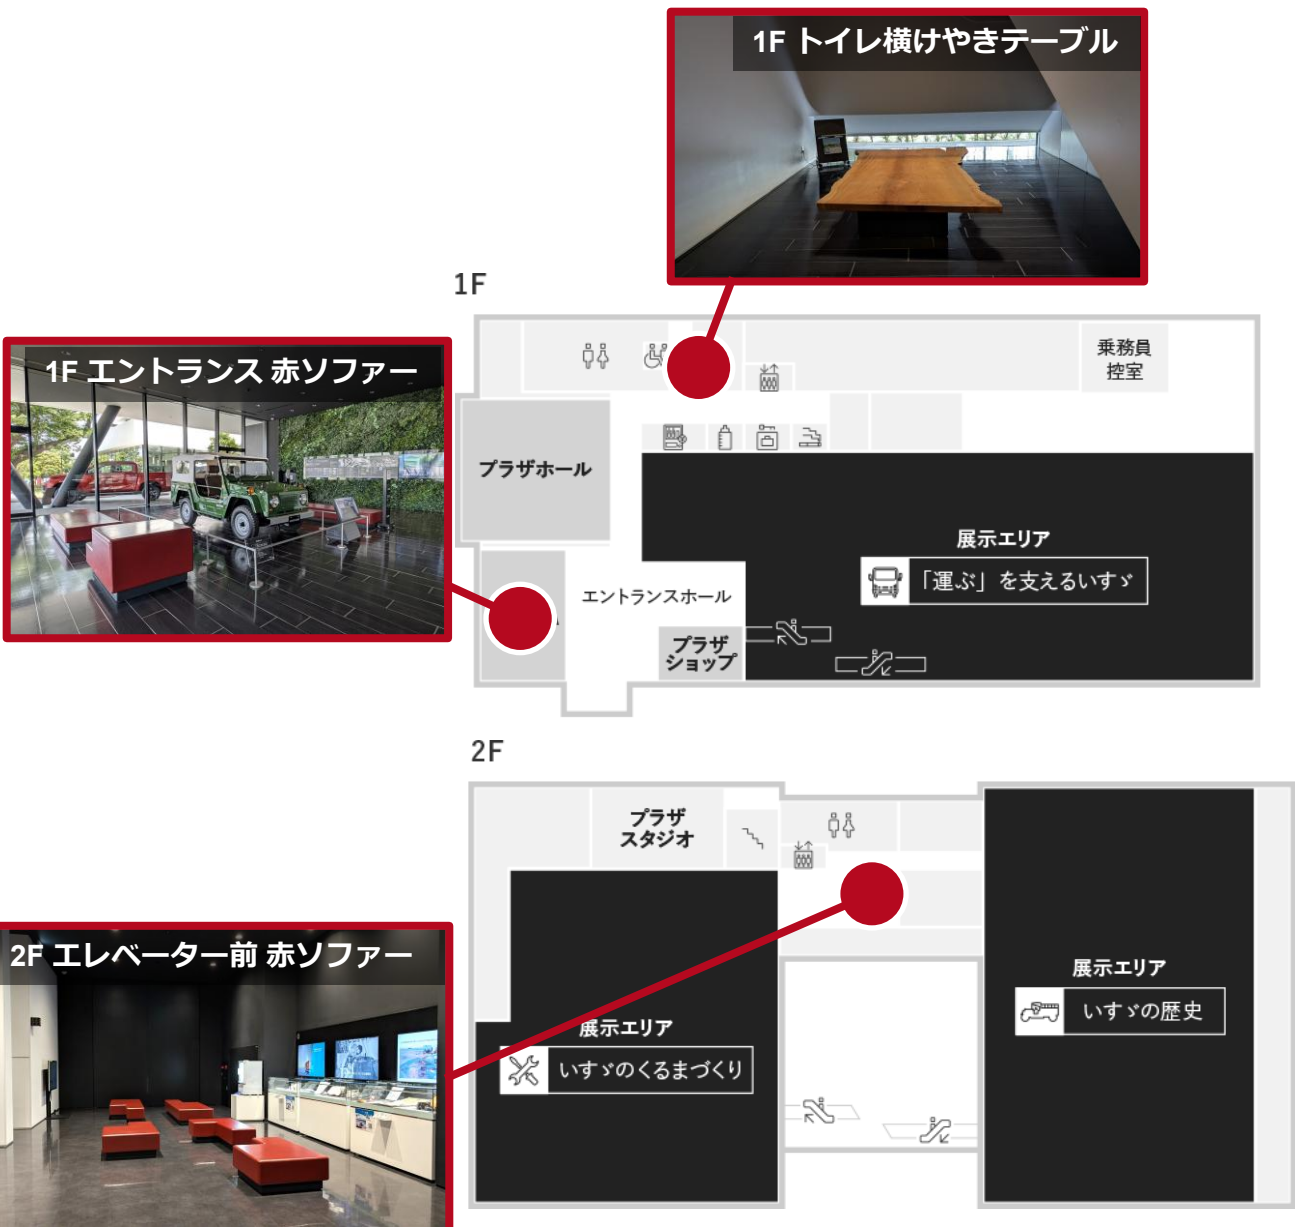 1F トイレ横けやきテーブル
1F
1F エントランス 赤ソファー
乗務員
控室
プラザホール
展示エリア
「運ぶ」を支えるいすゞ
エントランスホール
プラザ
ショップ
2F
プラザ
スタジオ
2F エレベーター前 赤ソファー
展示エリア
いすゞの歴史
展示エリア
いすゞのくるまづくり